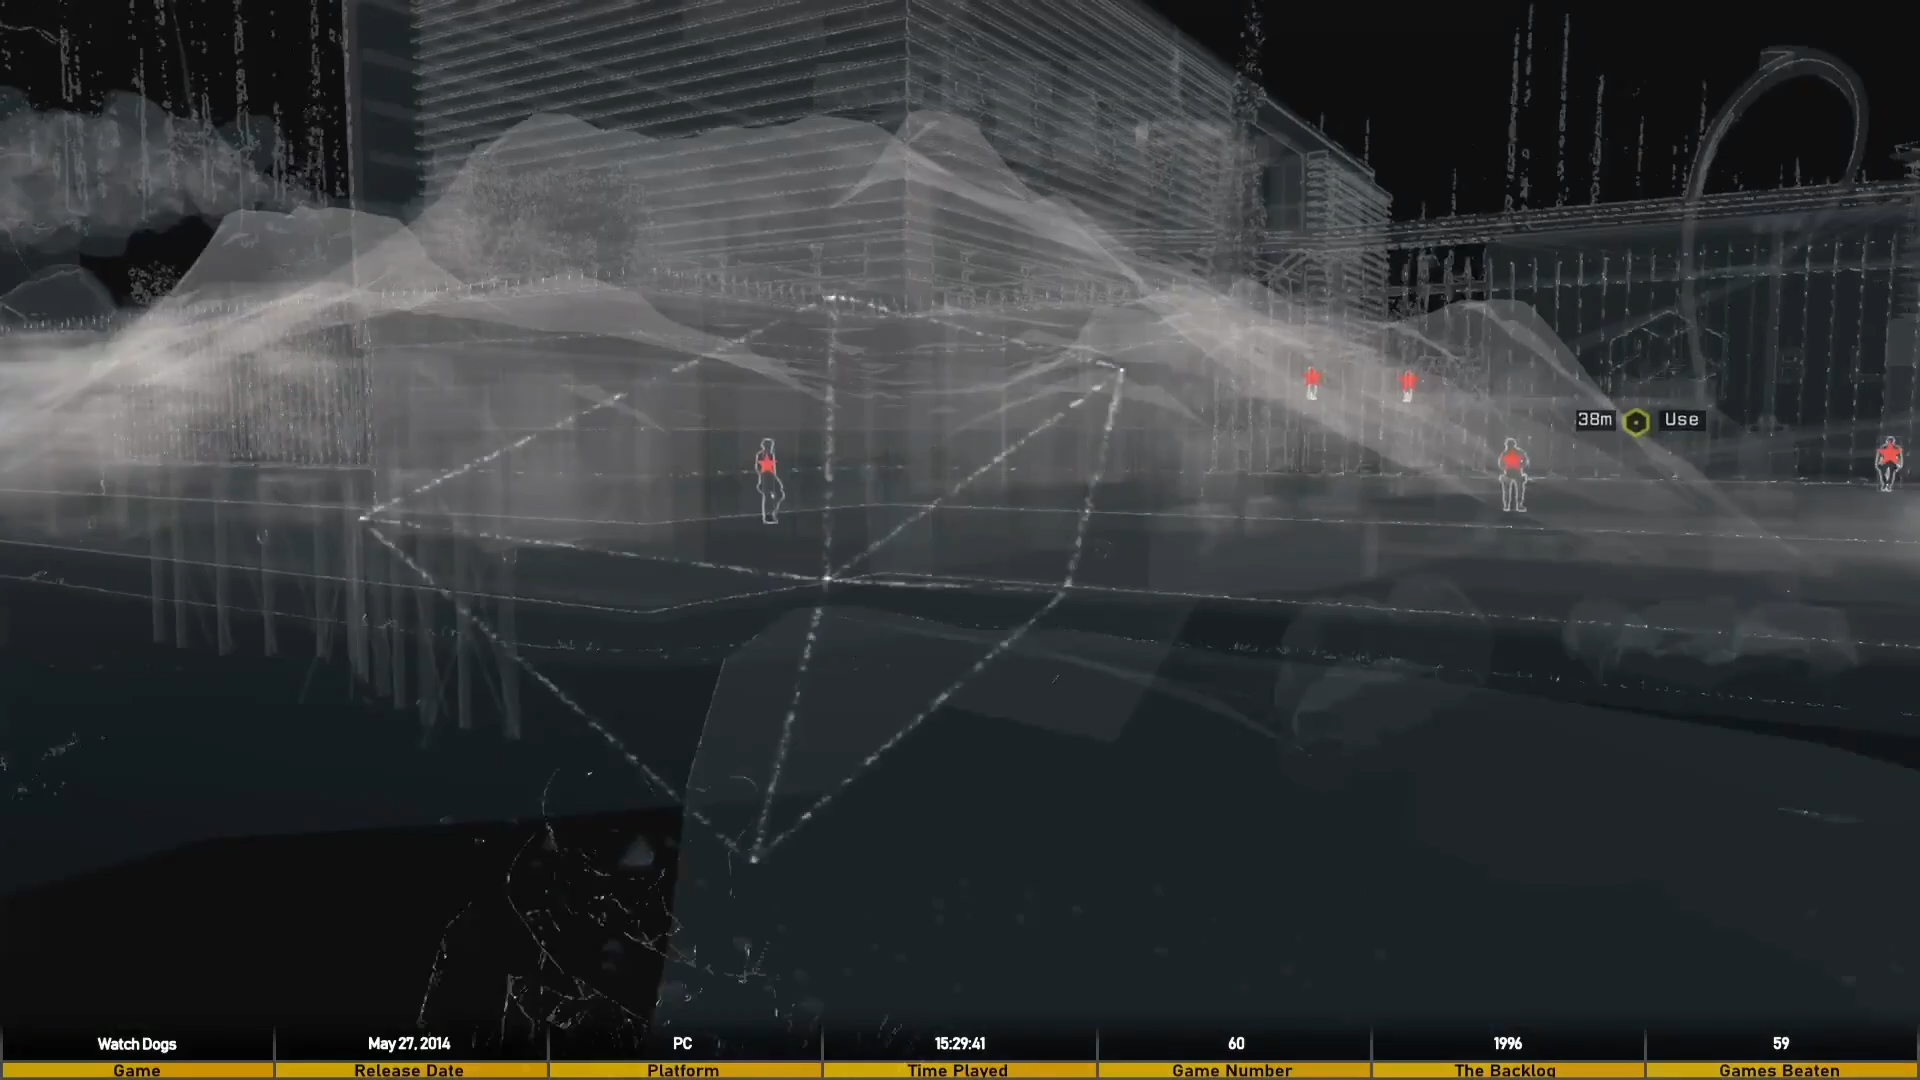 38m Use
Watch Dogs May 27, 2014 PC 15:29:41 60 1996 59
Game Release Date Platform Time Played Game Number The Backlog Games Beaten